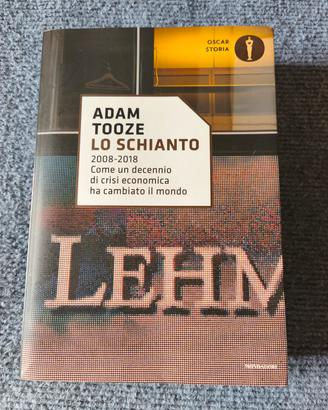 OSCAR
STORIA
ADAM
TOOZE
LO SCHIANTO
2008-2018
Come un decennio
di crisi economica
ha cambiato il mondo
LEHM
MONDADORI